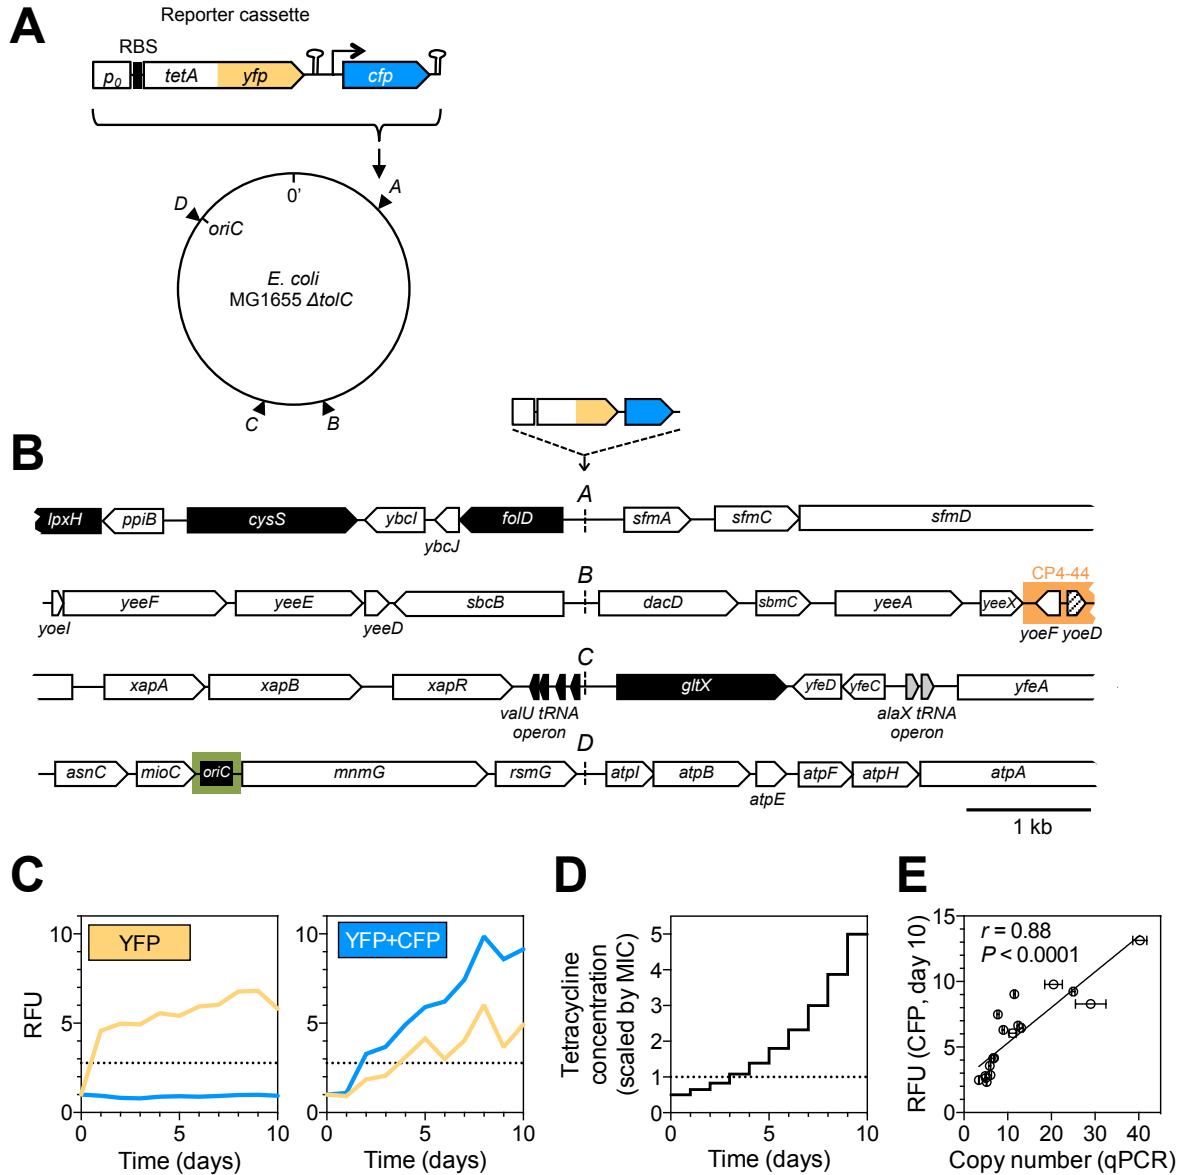 A
Reporter cassette
RBS
p0 tetA yfp cfp
0'
A
D
oriC
E. coli
MG1655 ΔtolC
C
B
B
A
lpxH ppiB cysS ybcI folD sfmA sfmC sfmD
ybcJ
B
CP4-44
yeeF yeeE sbcB dacD sbmC yeeA yeeX
yoeI yeeD yoeF yoeD
C
xapA xapB xapR gltX yfeD yfeC yfeA
valU tRNA
operon
alaX tRNA
operon
D
asnC mioC oriC mnmG rsmG atpI atpB atpF atpH atpA
atpE
1 kb
C
YFP
10
5
0
RFU
0 5 10
Time (days)
YFP+CFP
10
5
0
0 5 10
Time (days)
D
Tetracycline
concentration
(scaled by MIC)
5
4
3
2
1
0
0 5 10
Time (days)
E
RFU (CFP, day 10)
15
10
5
0
r = 0.88
P < 0.0001
0 10 20 30 40
Copy number (qPCR)